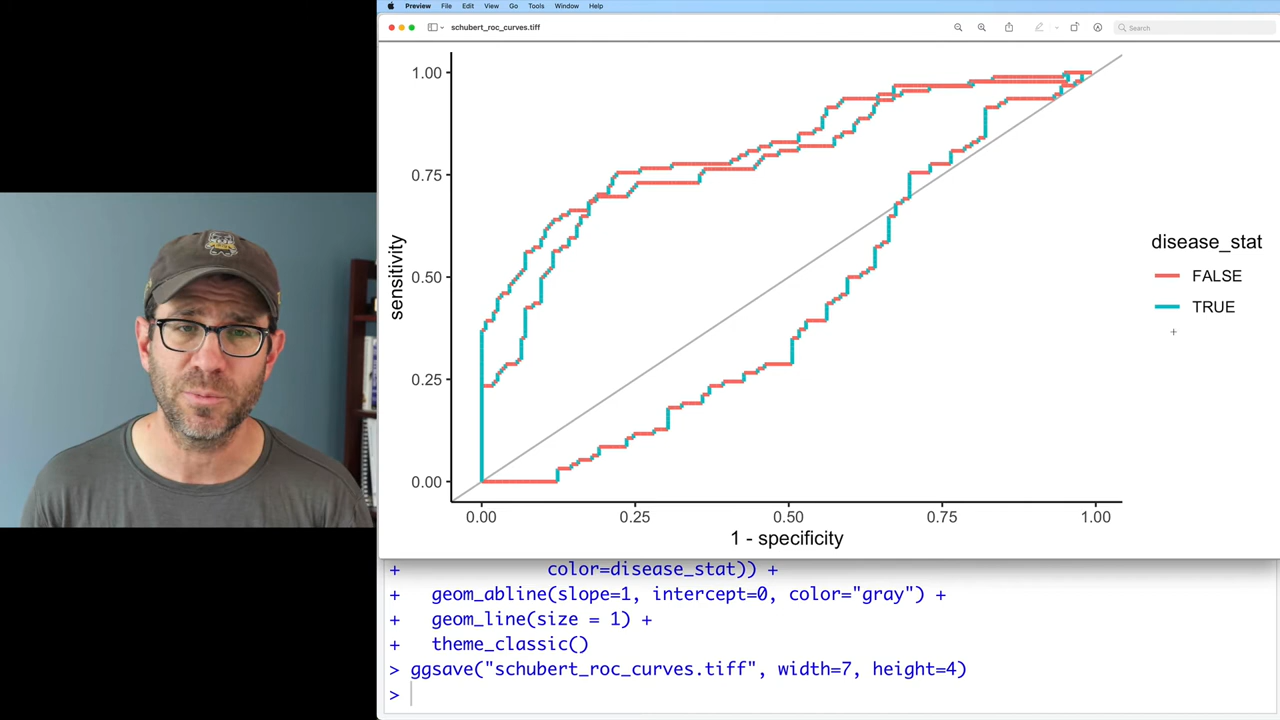 Preview File Edit View Go Tools Window Help
schubert_roc_curves.tiff
Search
1.00
0.75
0.50
0.25
0.00
sensitivity
0.00 0.25 0.50 0.75 1.00
1 - specificity
disease_stat
FALSE
TRUE
+ color=disease_stat)) +
+ geom_abline(slope=1, intercept=0, color="gray") +
+ geom_line(size = 1) +
+ theme_classic()
> ggsave("schubert_roc_curves.tiff", width=7, height=4)
>